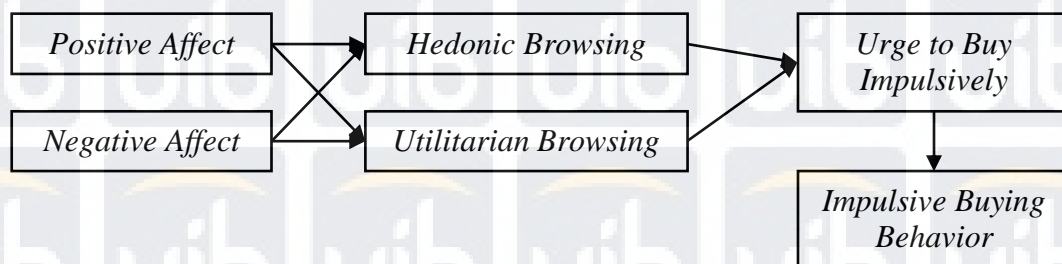 Positive Affect
Hedonic Browsing
Urge to Buy
Impulsively
Negative Affect
Utilitarian Browsing
Impulsive Buying
Behavior